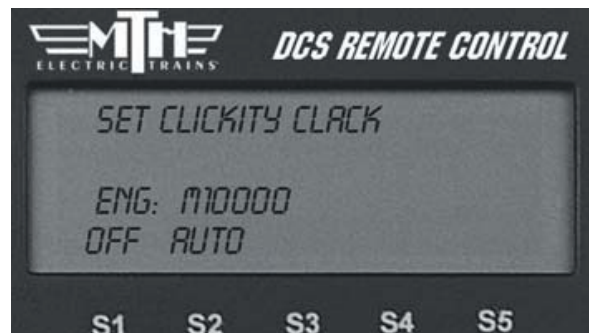 MTH
ELECTRIC TRAINS
DCS REMOTE CONTROL
SET CLICKITY CLACK
ENG: M10000
OFF AUTO
S1 S2 S3 S4 S5